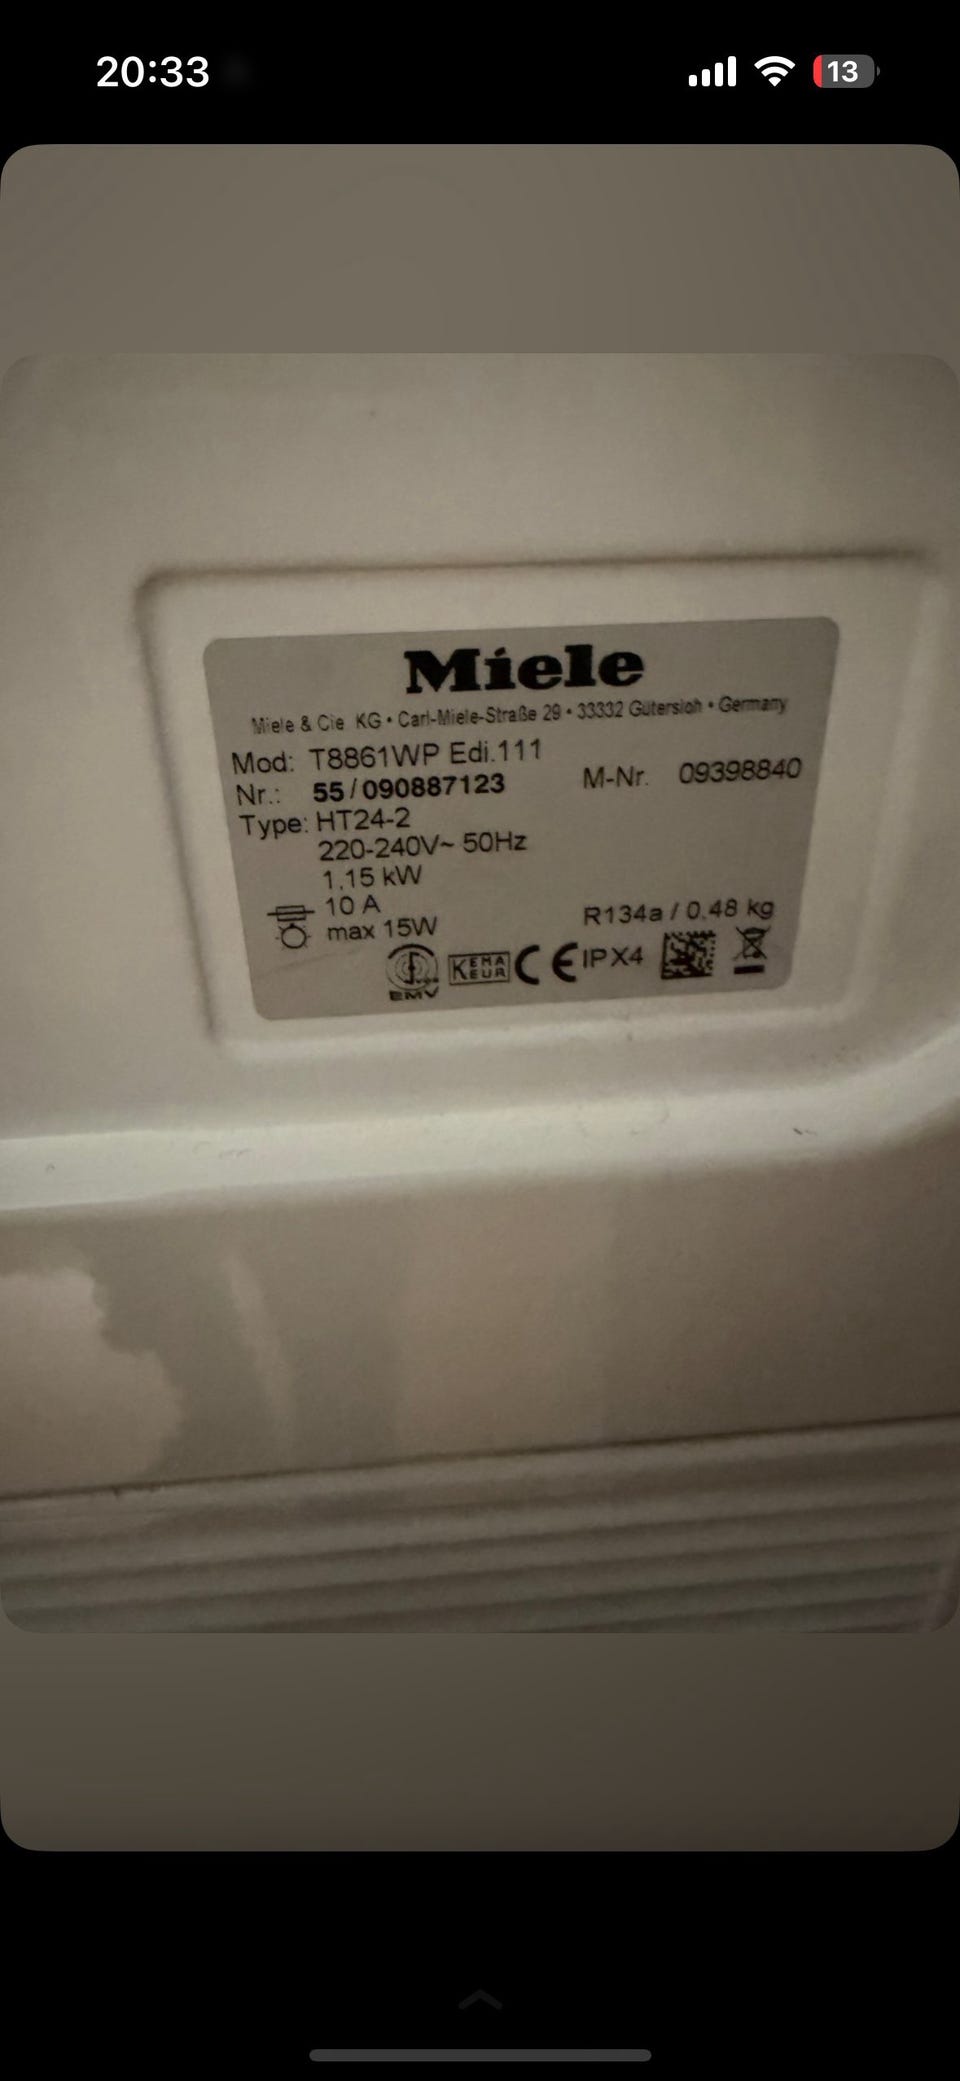 20:33
13
Miele
Miele & Cie KG • Carl-Miele-Straße 29 • 33332 Gütersloh • Germany
Mod: T8861WP Edi.111
Nr.: 55/090887123 M-Nr. 09398840
Type: HT24-2
220-240V~ 50Hz
1,15 kW
10 A
max 15W R134a / 0.48 kg
EMV KEMA EUR CE IPX4